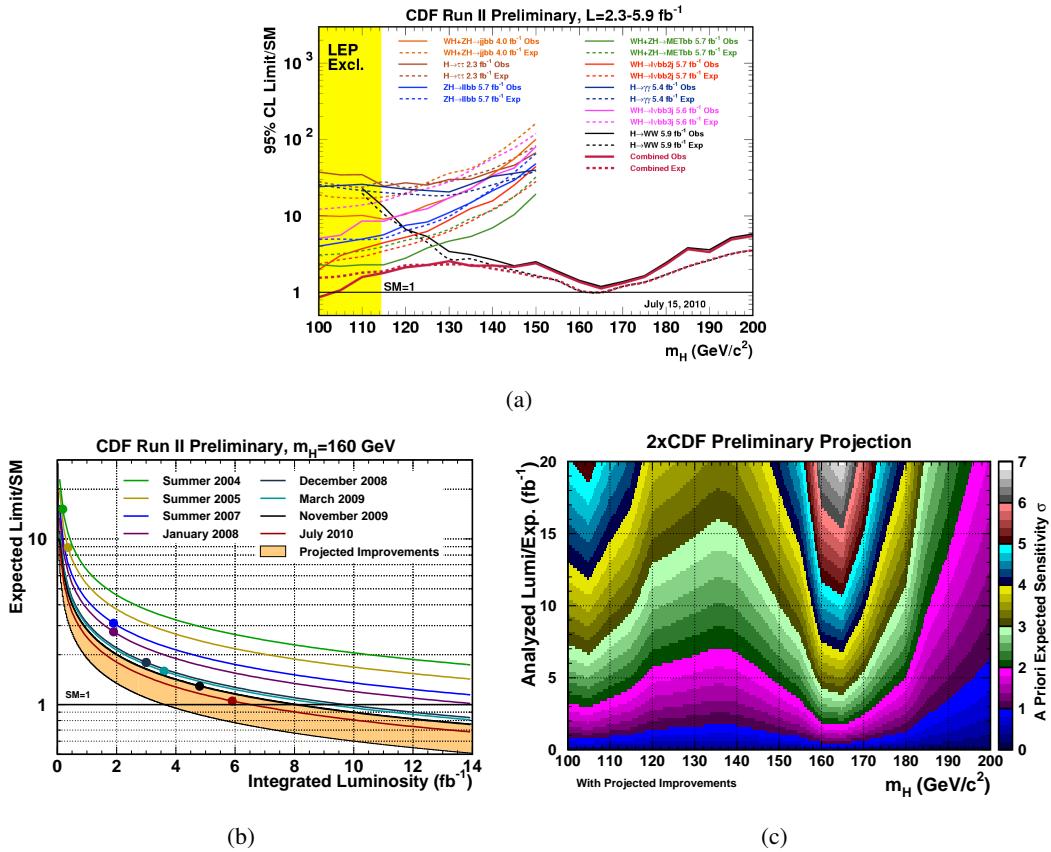 CDF Run II Preliminary, L=2.3-5.9 fb⁻¹
95% CL Limit/SM
10³
10²
10
1
LEP
Excl.
WH+ZH→jjbb 4.0 fb⁻¹ Obs
WH+ZH→jjbb 4.0 fb⁻¹ Exp
H→ττ 2.3 fb⁻¹ Obs
H→ττ 2.3 fb⁻¹ Exp
ZH→llbb 5.7 fb⁻¹ Obs
ZH→llbb 5.7 fb⁻¹ Exp
WH+ZH→METbb 5.7 fb⁻¹ Obs
WH+ZH→METbb 5.7 fb⁻¹ Exp
WH→lνbb2j 5.7 fb⁻¹ Obs
WH→lνbb2j 5.7 fb⁻¹ Exp
H→γγ 5.4 fb⁻¹ Obs
H→γγ 5.4 fb⁻¹ Exp
WH→lνbb3j 5.6 fb⁻¹ Obs
WH→lνbb3j 5.6 fb⁻¹ Exp
H→WW 5.9 fb⁻¹ Obs
H→WW 5.9 fb⁻¹ Exp
Combined Obs
Combined Exp
SM=1
July 15, 2010
100 110 120 130 140 150 160 170 180 190 200
m_H (GeV/c²)
(a)
CDF Run II Preliminary, m_H=160 GeV
Expected Limit/SM
10
1
Summer 2004
Summer 2005
Summer 2007
January 2008
December 2008
March 2009
November 2009
July 2010
Projected Improvements
SM=1
0 2 4 6 8 10 12 14
Integrated Luminosity (fb⁻¹)
(b)
2xCDF Preliminary Projection
Analyzed Lumi/Exp. (fb⁻¹)
20
15
10
5
0
100 110 120 130 140 150 160 170 180 190 200
With Projected Improvements
m_H (GeV/c²)
7
6
5
4
3
2
1
0
A Priori Expected Sensitivity σ
(c)